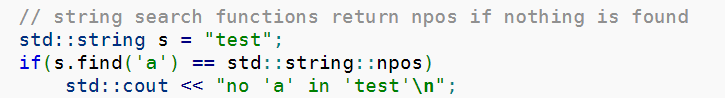 // string search functions return npos if nothing is found
std::string s = "test";
if(s.find('a') == std::string::npos)
    std::cout << "no 'a' in 'test'\n";